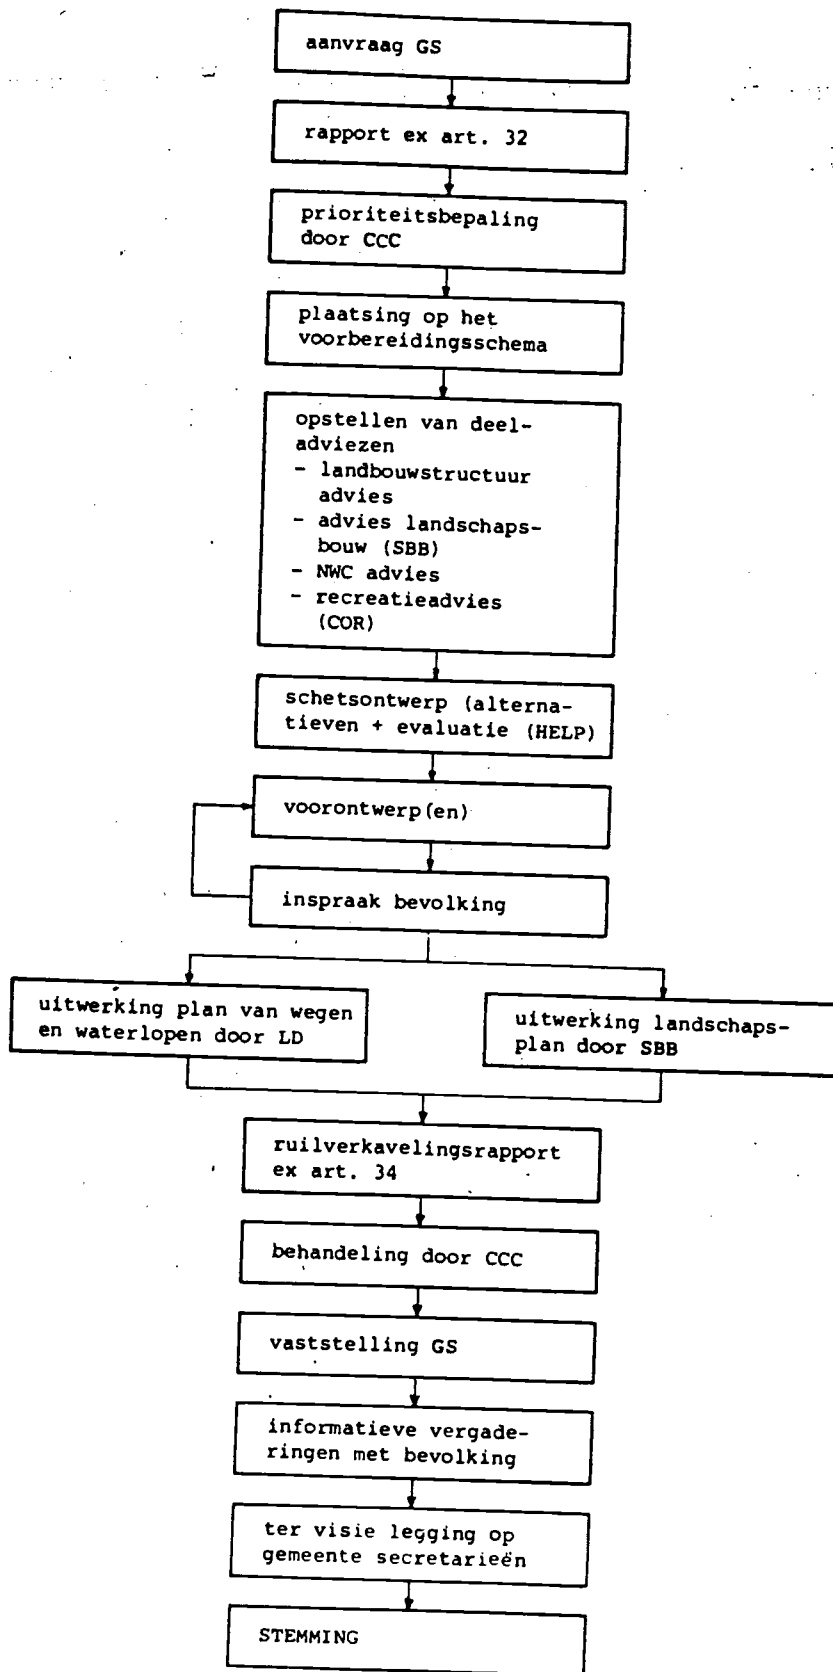 aanvraag GS
rapport ex art. 32
prioriteitsbepaling
door CCC
plaatsing op het
voorbereidingsschema
opstellen van deel-
adviezen
- landbouwstructuur
advies
- advies landschaps-
bouw (SBB)
- NWC advies
- recreatieadvies
(COR)
schetsontwerp (alterna-
tieven + evaluatie (HELP)
voorontwerp(en)
inspraak bevolking
uitwerking plan van wegen
en waterlopen door LD
uitwerking landschaps-
plan door SBB
ruilverkavelingsrapport
ex art. 34
behandeling door CCC
vaststelling GS
informatieve vergade-
ringen met bevolking
ter visie legging op
gemeente secretarieën
STEMMING